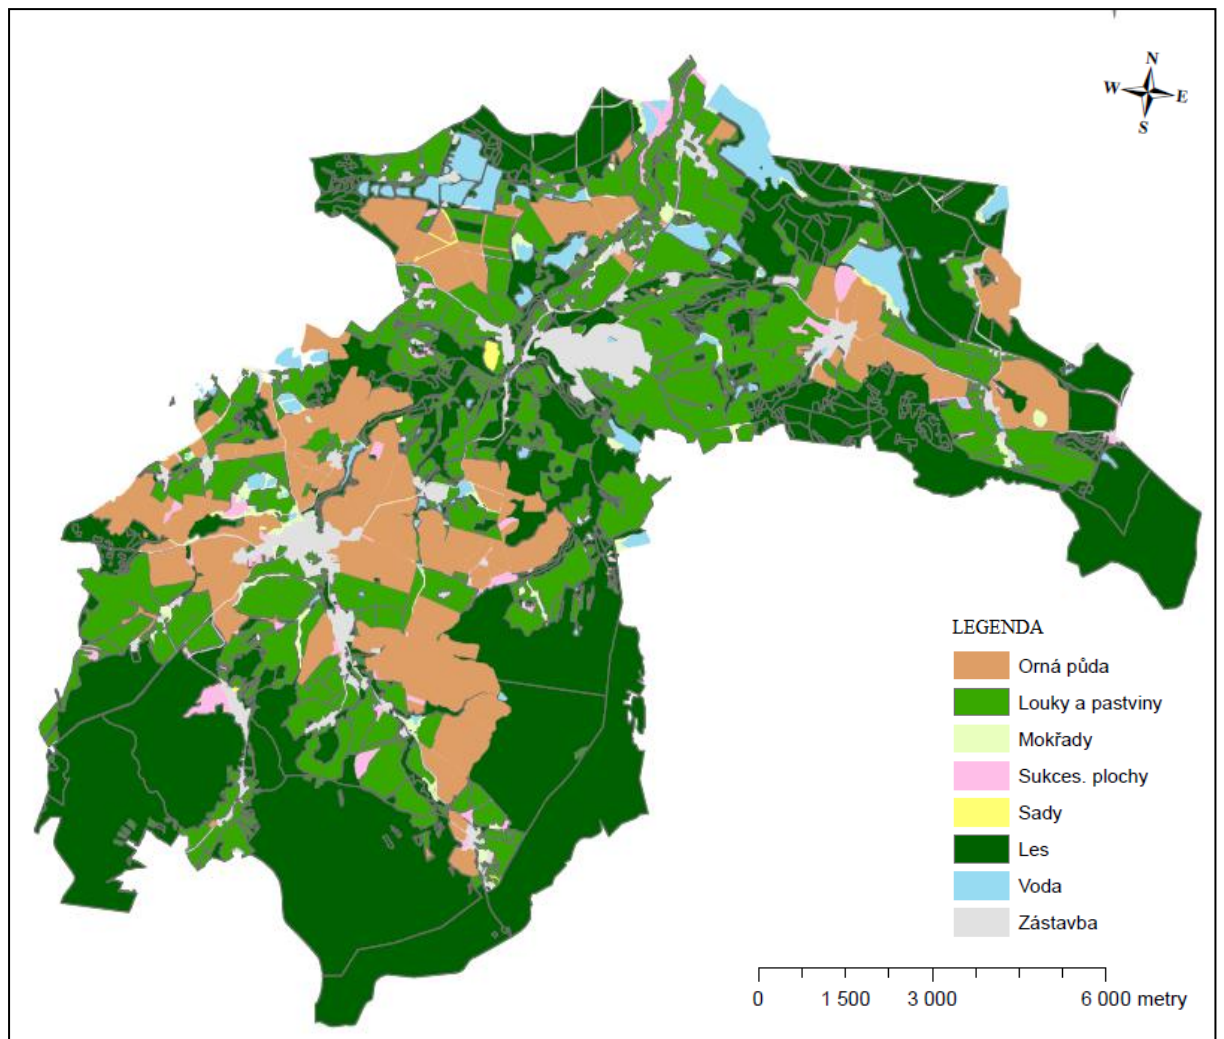 N
W E
S
LEGENDA
Orná půda
Louky a pastviny
Mokřady
Sukces. plochy
Sady
Les
Voda
Zástavba
0 1 500 3 000 6 000 metry